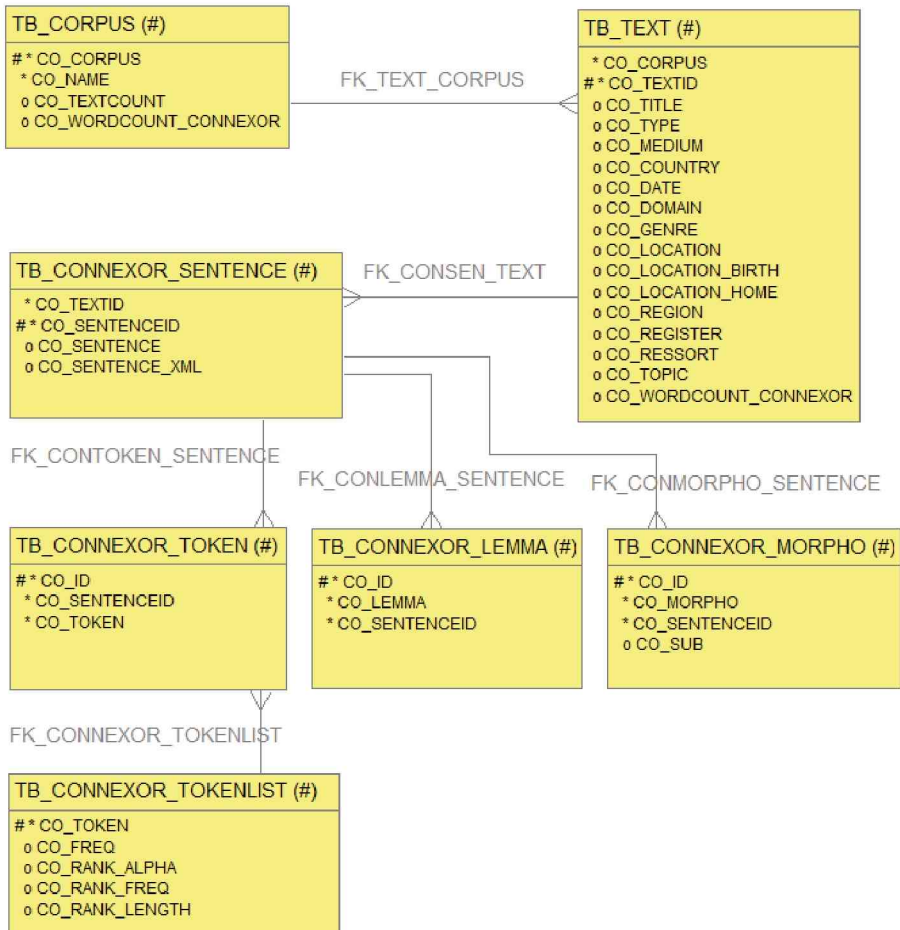 TB_CORPUS (#)
# * CO_CORPUS
* CO_NAME
o CO_TEXTCOUNT
o CO_WORDCOUNT_CONNEXOR
FK_TEXT_CORPUS
TB_TEXT (#)
* CO_CORPUS
# * CO_TEXTID
o CO_TITLE
o CO_TYPE
o CO_MEDIUM
o CO_COUNTRY
o CO_DATE
o CO_DOMAIN
o CO_GENRE
o CO_LOCATION
o CO_LOCATION_BIRTH
o CO_LOCATION_HOME
o CO_REGION
o CO_REGISTER
o CO_RESSORT
o CO_TOPIC
o CO_WORDCOUNT_CONNEXOR
FK_CONSEN_TEXT
TB_CONNEXOR_SENTENCE (#)
* CO_TEXTID
# * CO_SENTENCEID
o CO_SENTENCE
o CO_SENTENCE_XML
FK_CONTOKEN_SENTENCE
FK_CONLEMMA_SENTENCE
FK_CONMORPHO_SENTENCE
TB_CONNEXOR_TOKEN (#)
# * CO_ID
* CO_SENTENCEID
* CO_TOKEN
TB_CONNEXOR_LEMMA (#)
# * CO_ID
* CO_LEMMA
* CO_SENTENCEID
TB_CONNEXOR_MORPHO (#)
# * CO_ID
* CO_MORPHO
* CO_SENTENCEID
o CO_SUB
FK_CONNEXOR_TOKENLIST
TB_CONNEXOR_TOKENLIST (#)
# * CO_TOKEN
o CO_FREQ
o CO_RANK_ALPHA
o CO_RANK_FREQ
o CO_RANK_LENGTH